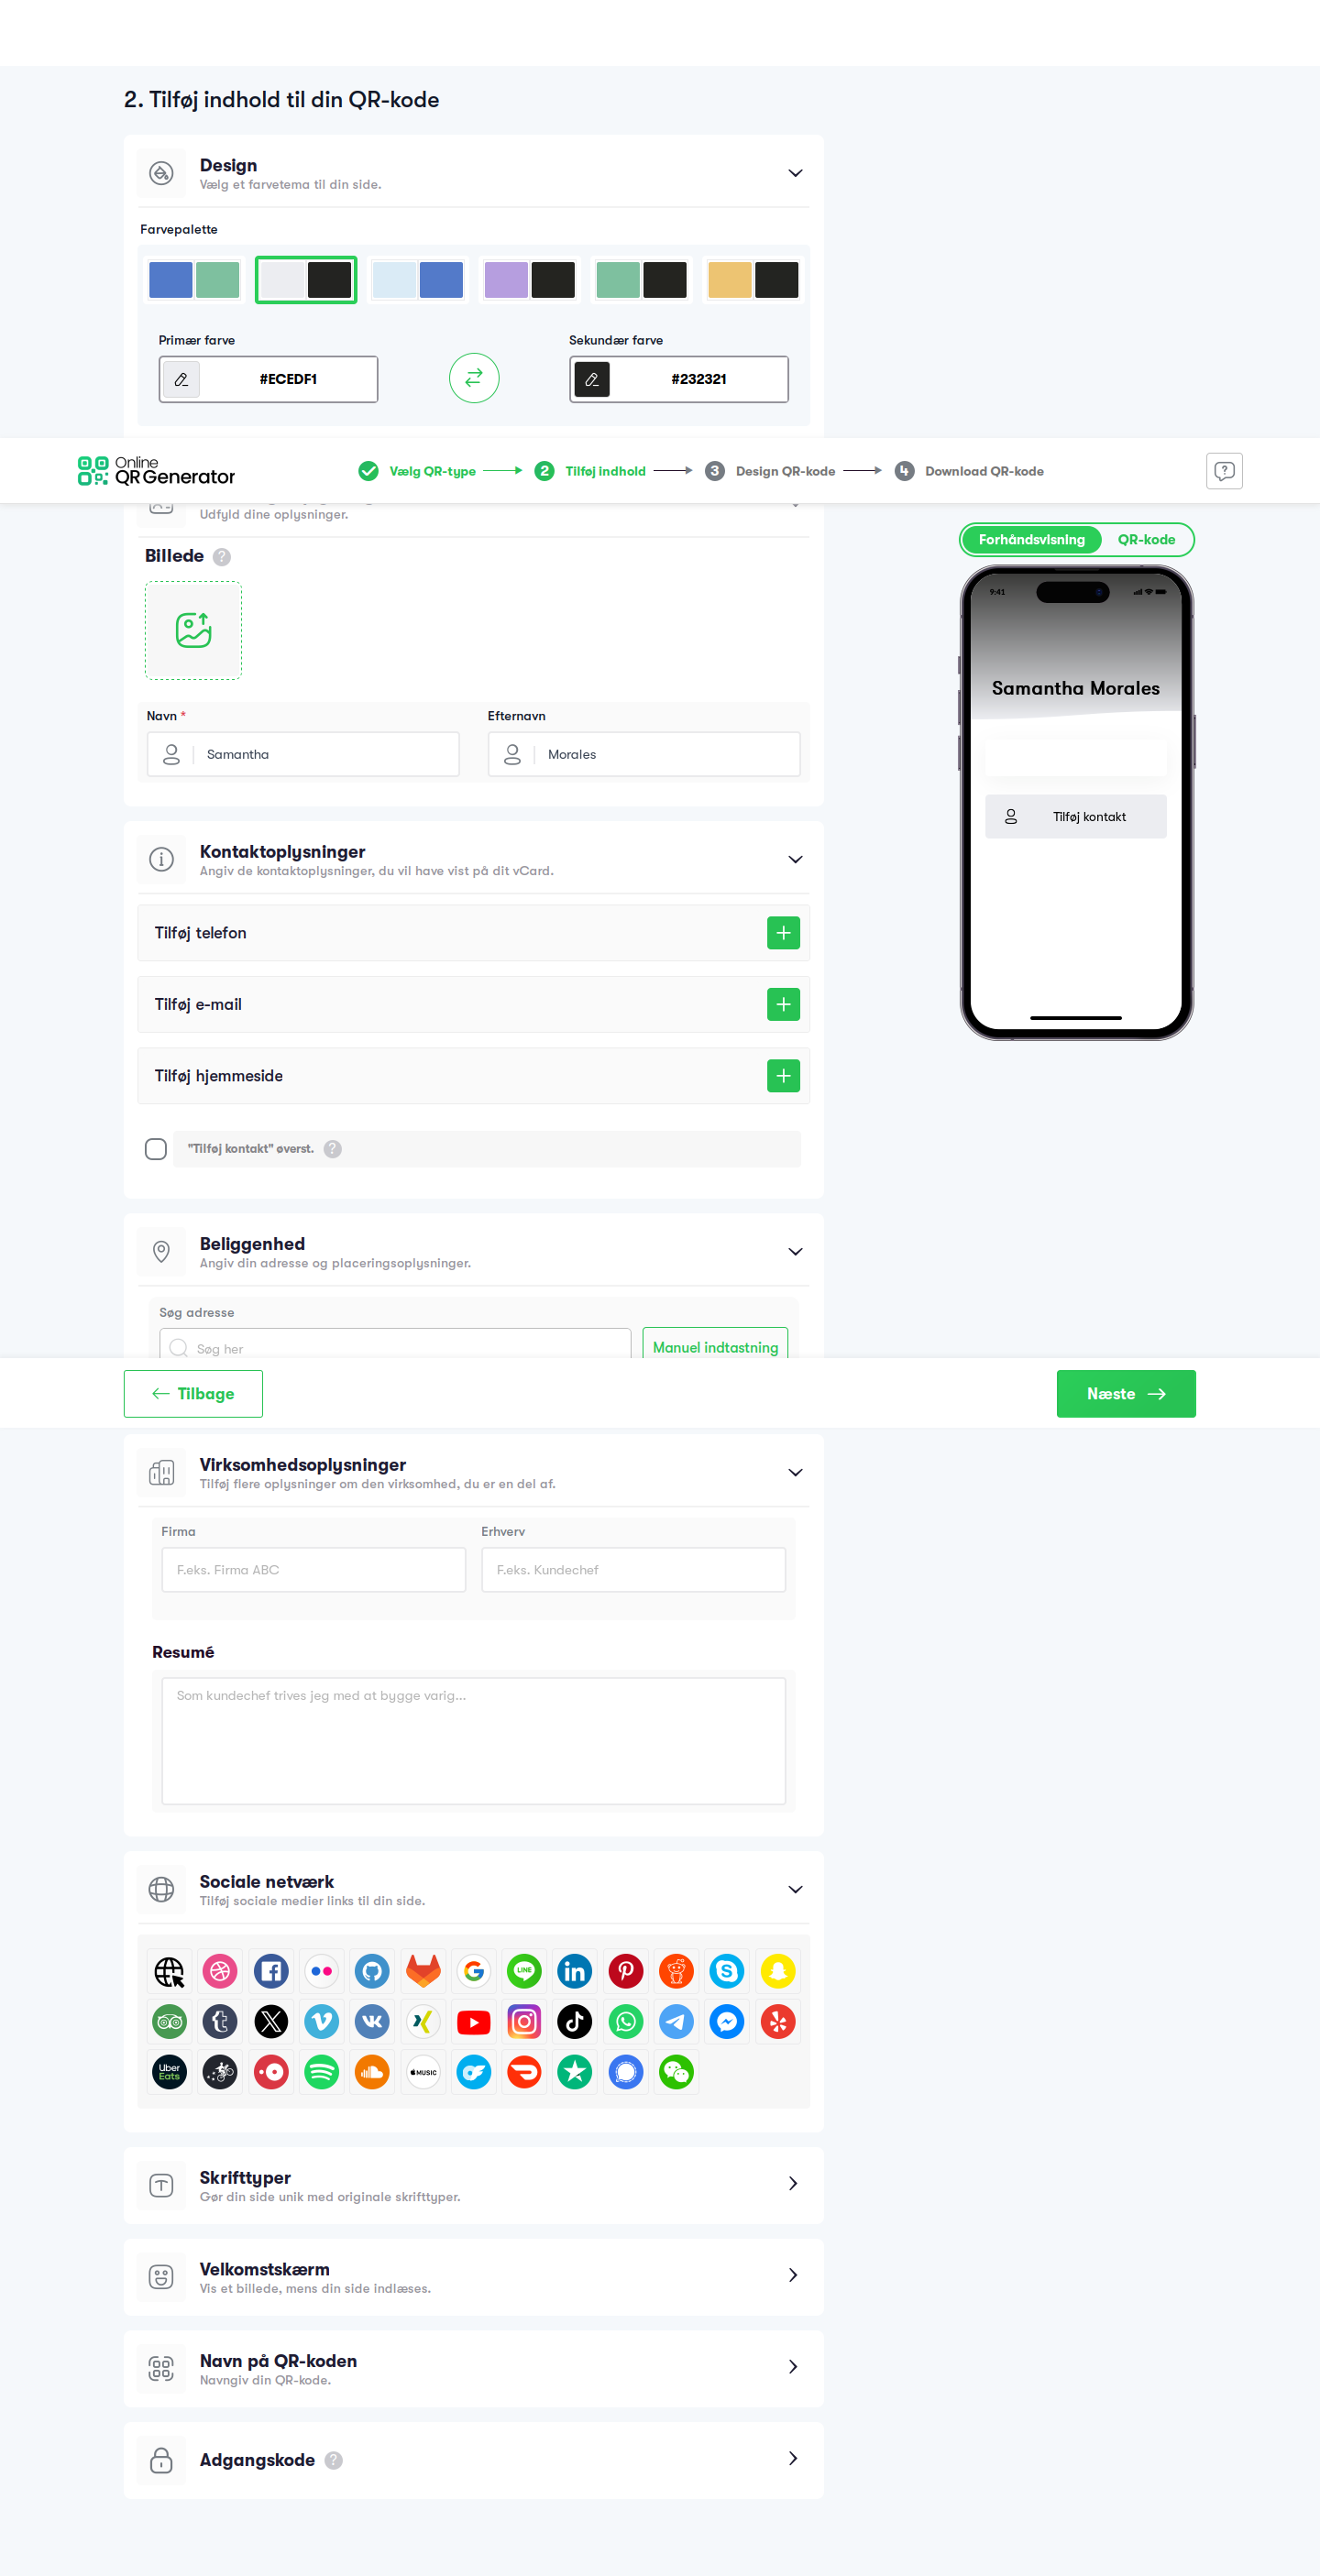 2. Tilføj indhold til din QR-kode
Design
Vælg et farvetema til din side.
Farvepalette
Primær farve
Sekundær farve
#ECEDF1
#232321
Online
QR Generator
Vælg QR-type
2
Tilføj indhold
3
Design QR-kode
4
Download QR-kode
Udfyld dine oplysninger.
Forhåndsvisning
QR-kode
Billede ?
9:41
Samantha Morales
Tilføj kontakt
Navn *
Efternavn
Samantha
Morales
Kontaktoplysninger
Angiv de kontaktoplysninger, du vil have vist på dit vCard.
Tilføj telefon
Tilføj e-mail
Tilføj hjemmeside
"Tilføj kontakt" øverst. ?
Beliggenhed
Angiv din adresse og placeringsoplysninger.
Søg adresse
Søg her
Manuel indtastning
Tilbage
Næste
Virksomhedsoplysninger
Tilføj flere oplysninger om den virksomhed, du er en del af.
Firma
Erhverv
F.eks. Firma ABC
F.eks. Kundechef
Resumé
Som kundechef trives jeg med at bygge varig...
Sociale netværk
Tilføj sociale medier links til din side.
LINE
Uber
Eats
MUSIC
Skrifttyper
Gør din side unik med originale skrifttyper.
Velkomstskærm
Vis et billede, mens din side indlæses.
Navn på QR-koden
Navngiv din QR-kode.
Adgangskode ?